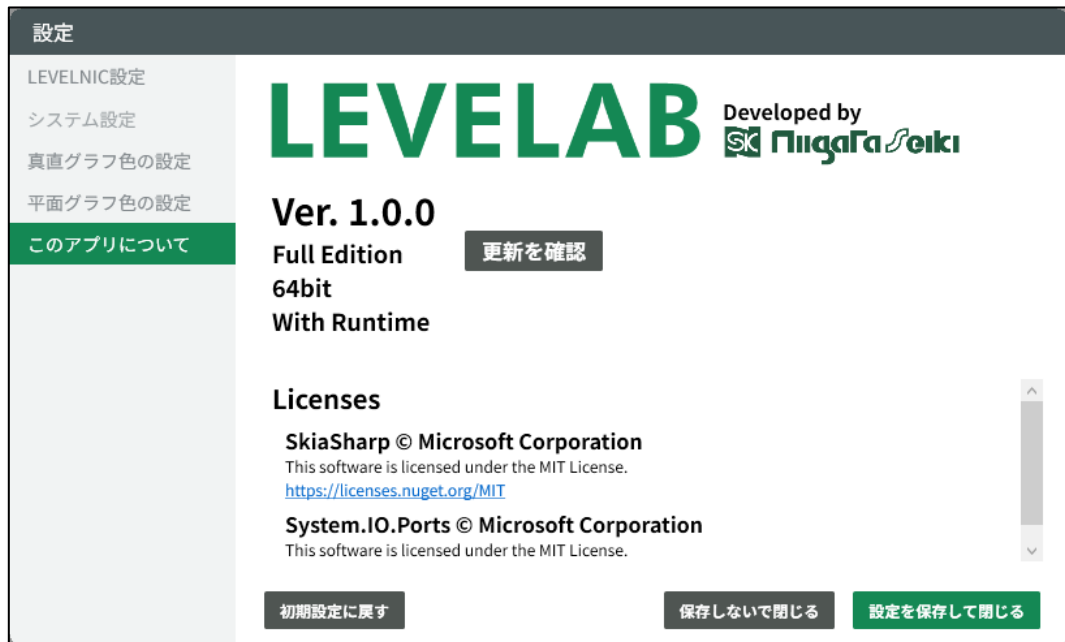 設定
LEVELNIC設定
システム設定
真直グラフ色の設定
平面グラフ色の設定
このアプリについて
LEVELAB
Developed by
SK Niigata Seiki
Ver. 1.0.0
Full Edition
64bit
With Runtime
更新を確認
Licenses
SkiaSharp © Microsoft Corporation
This software is licensed under the MIT License.
https://licenses.nuget.org/MIT
System.IO.Ports © Microsoft Corporation
This software is licensed under the MIT License.
初期設定に戻す
保存しないで閉じる
設定を保存して閉じる